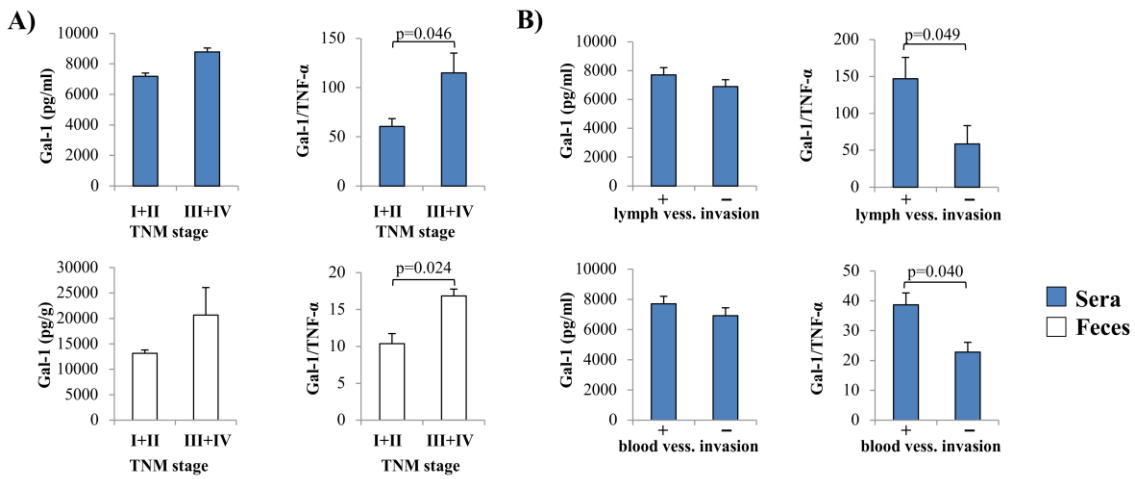 A)
Gal-1 (pg/ml)
10000
8000
6000
4000
2000
0
I+II III+IV
TNM stage
Gal-1/TNF-α
150
100
50
0
p=0.046
I+II III+IV
TNM stage
Gal-1 (pg/g)
30000
25000
20000
15000
10000
5000
0
I+II III+IV
TNM stage
Gal-1/TNF-α
20
15
10
5
0
p=0.024
I+II III+IV
TNM stage
B)
Gal-1 (pg/ml)
10000
8000
6000
4000
2000
0
+ −
lymph vess. invasion
Gal-1/TNF-α
200
150
100
50
0
p=0.049
+ −
lymph vess. invasion
Gal-1 (pg/ml)
10000
8000
6000
4000
2000
0
+ −
blood vess. invasion
Gal-1/TNF-α
50
40
30
20
10
0
p=0.040
+ −
blood vess. invasion
Sera
Feces